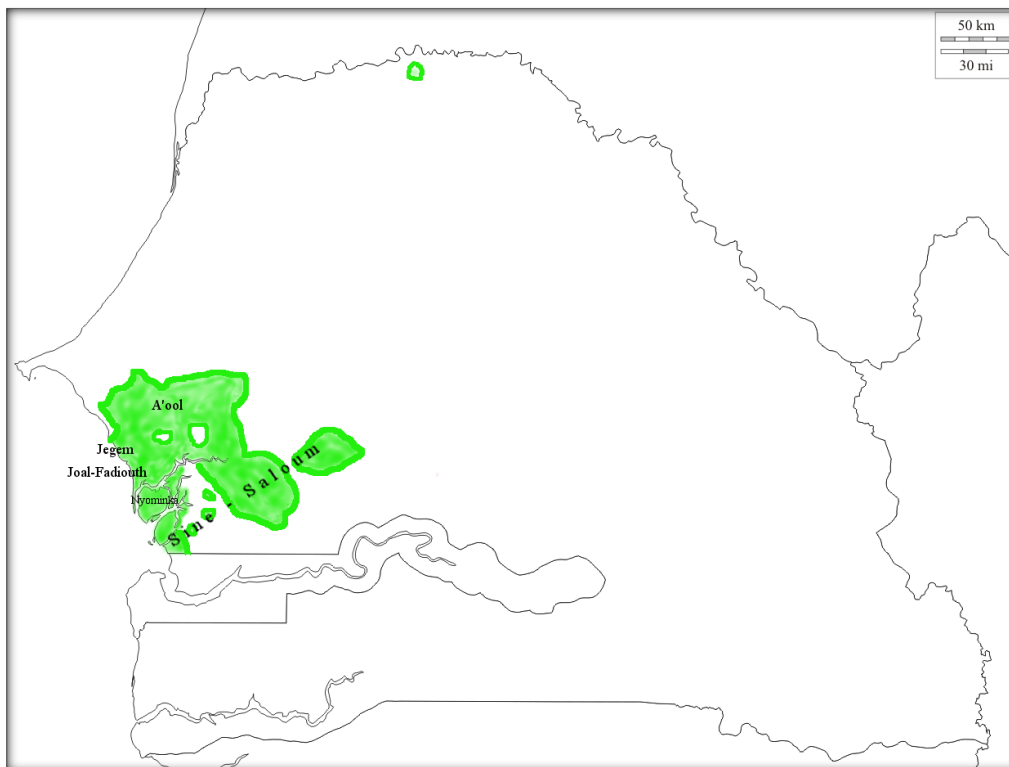 50 km
30 mi
A'ool
Jegem
Joal-Fadiouth
Nyominka
Sine - Saloum